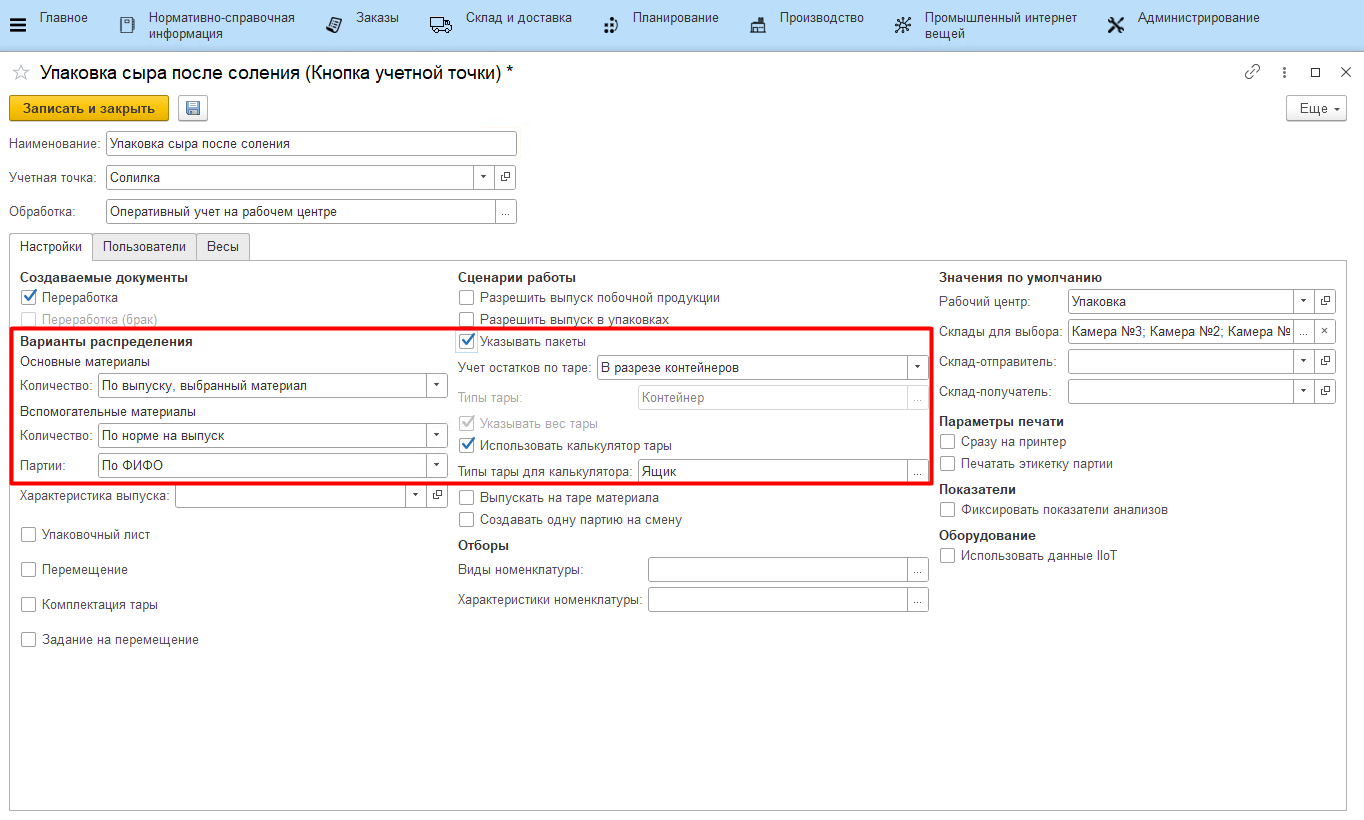 Главное
Нормативно-справочная
информация
Заказы
Склад и доставка
Планирование
Производство
Промышленный интернет
вещей
Администрирование
Упаковка сыра после соления (Кнопка учетной точки) *
Записать и закрыть
Еще
Наименование: Упаковка сыра после соления
Учетная точка: Солилка
Обработка: Оперативный учет на рабочем центре ...
Настройки Пользователи Весы
Создаваемые документы
Переработка
Переработка (брак)
Варианты распределения
Основные материалы
Количество: По выпуску, выбранный материал
Вспомогательные материалы
Количество: По норме на выпуск
Партии: По ФИФО
Характеристика выпуска:
Упаковочный лист
Перемещение
Комплектация тары
Задание на перемещение
Сценарии работы
Разрешить выпуск побочной продукции
Разрешить выпуск в упаковках
Указывать пакеты
Учет остатков по таре: В разрезе контейнеров
Типы тары: Контейнер ...
Указывать вес тары
Использовать калькулятор тары
Типы тары для калькулятора: Ящик ...
Выпускать на таре материала
Создавать одну партию на смену
Отборы
Виды номенклатуры: ...
Характеристики номенклатуры: ...
Значения по умолчанию
Рабочий центр: Упаковка
Склады для выбора: Камера №3; Камера №2; Камера № ... ×
Склад-отправитель:
Склад-получатель:
Параметры печати
Сразу на принтер
Печатать этикетку партии
Показатели
Фиксировать показатели анализов
Оборудование
Использовать данные IIoT